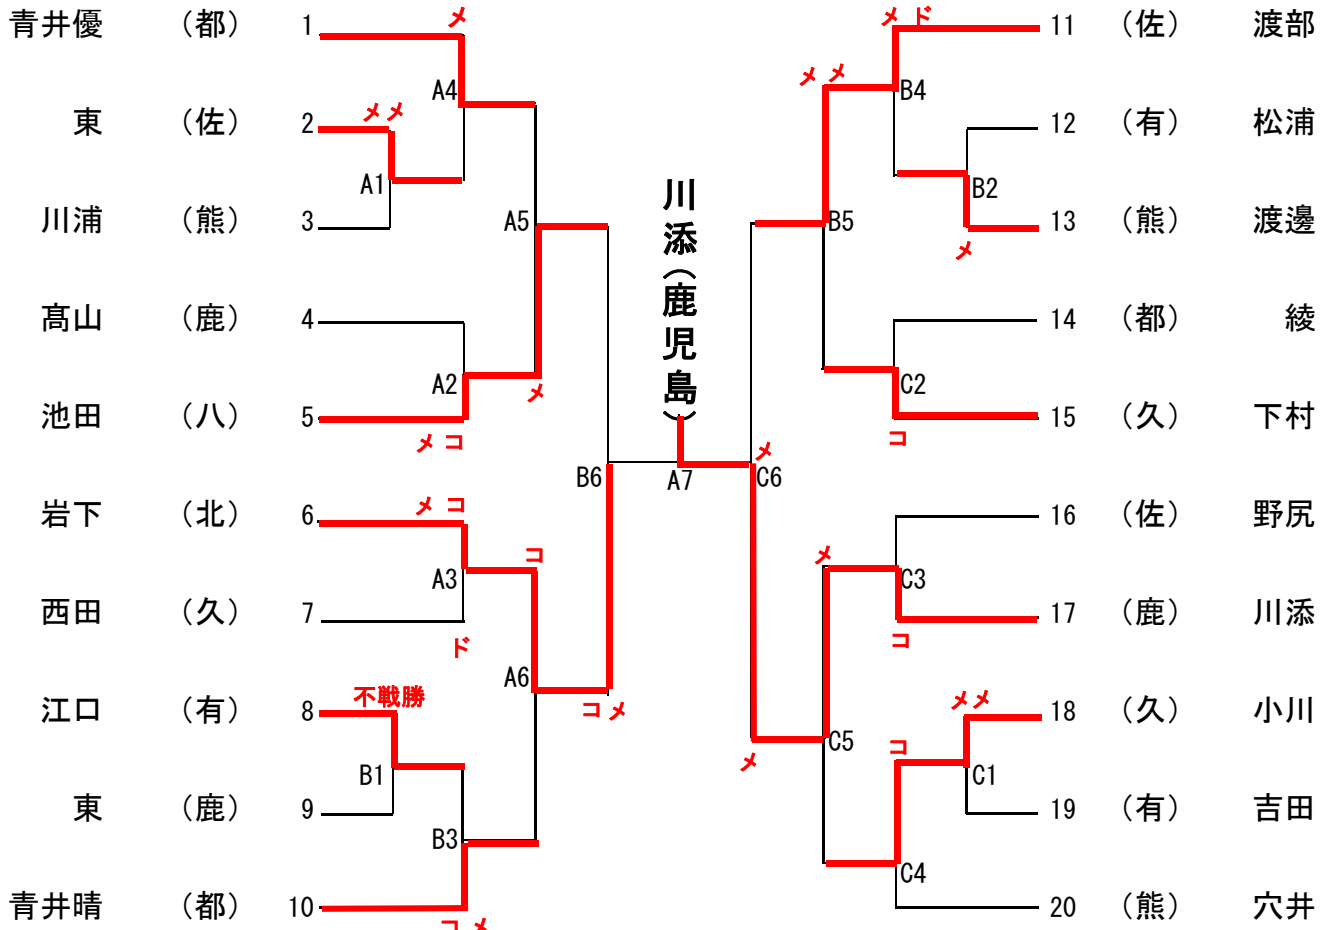 青井優 （都） 1
メ
A4
東 （佐） 2
メメ
A1
川浦 （熊） 3
A5
髙山 （鹿） 4
A2
メ
池田 （八） 5
メコ
B6
岩下 （北） 6
メコ
コ
A3
西田 （久） 7
ド
A6
江口 （有） 8
不戦勝
コメ
B1
東 （鹿） 9
B3
青井晴 （都） 10
コメ
川添（鹿児島）
A7
メド
11 （佐） 渡部
メメ
B4
12 （有） 松浦
B2
B5
13 （熊） 渡邊
メ
14 （都） 綾
C2
15 （久） 下村
コ
メ
C6
16 （佐） 野尻
メ
C3
17 （鹿） 川添
コ
メメ
18 （久） 小川
コ
C5
メ
C1
19 （有） 吉田
C4
20 （熊） 穴井